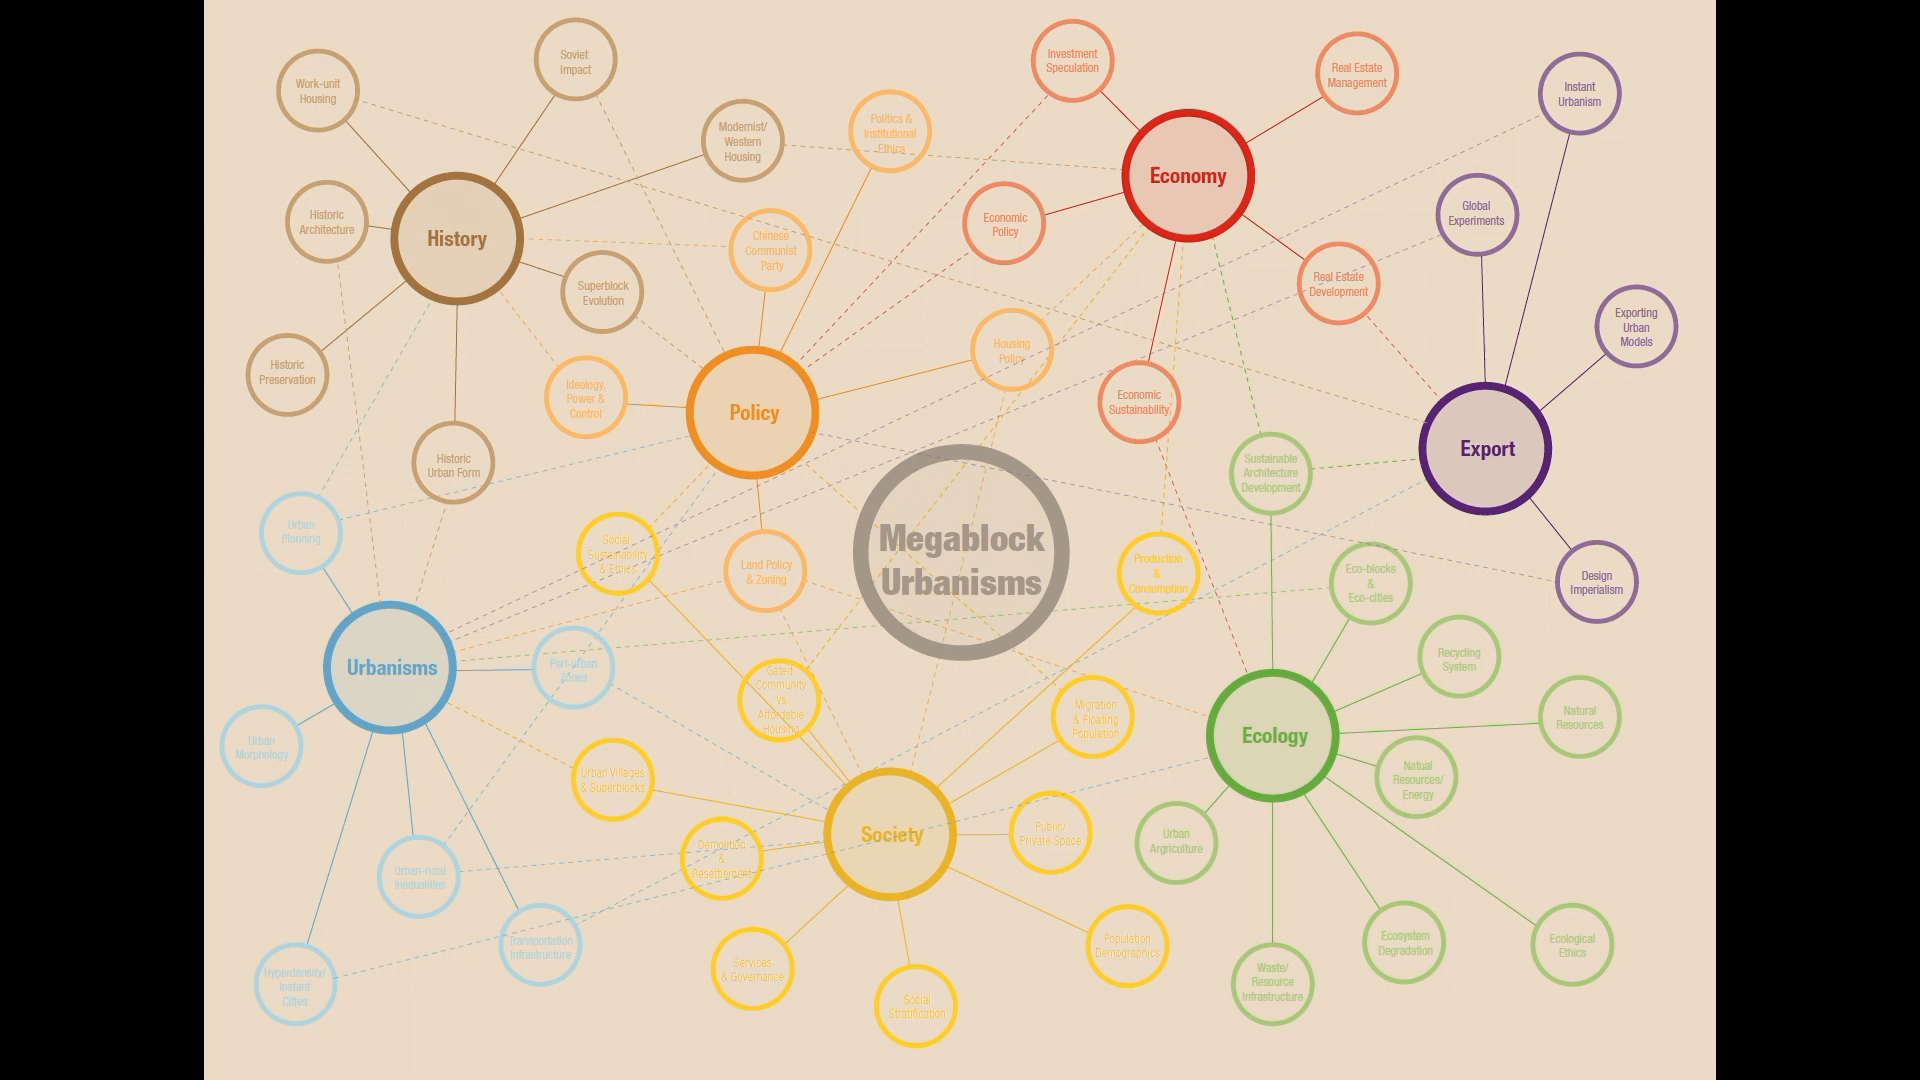 Work-unit
Housing
Soviet
Impact
Modernist/
Western
Housing
Historic
Architecture
History
Superblock
Evolution
Historic
Preservation
Historic
Urban Form
Politics &
Institutional
Ethics
Chinese
Communist
Party
Ideology,
Power &
Control
Policy
Housing
Policy
Land Policy
& Zoning
Investment
Speculation
Real Estate
Management
Economy
Economic
Policy
Real Estate
Development
Economic
Sustainability
Instant
Urbanism
Global
Experiments
Exporting
Urban
Models
Export
Design
Imperialism
Megablock
Urbanisms
Urban
Planning
Urbanisms
Peri-urban
Zones
Urban
Morphology
Urban-rural
Inequalities
Transportation
Infrastructure
Hyperdensity/
Instant
Cities
Social
Sustainability
& Ethics
Production
&
Consumption
Gated
Community
vs.
Affordable
Housing
Migration
& Floating
Population
Urban Villages
& Superblocks
Society
Public/
Private Space
Demolition
&
Resettlement
Services
& Governance
Social
Stratification
Population
Demographics
Sustainable
Architecture
Development
Eco-blocks
&
Eco-cities
Recycling
System
Natural
Resources
Ecology
Natual
Resources/
Energy
Urban
Agriculture
Waste/
Resource
Infrastructure
Ecosystem
Degradation
Ecological
Ethics